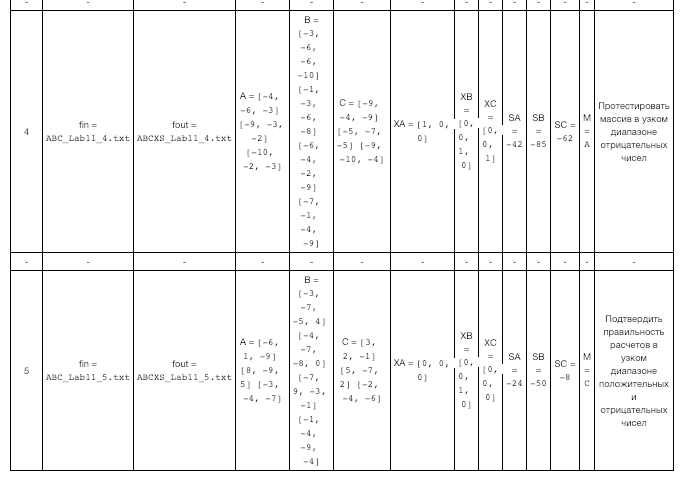 - - - - - - - - - - - - -
4
fin =
ABC_Lab11_4.txt
fout =
ABCXS_Lab11_4.txt
A = [-4,
-6, -3]
[-9, -3,
-2]
[-10,
-2, -3]
B =
[-3,
-6,
-6,
-10]
[-1,
-3,
-6,
-8]
[-6,
-4,
-2,
-9]
[-7,
-1,
-4,
-9]
C = [-9,
-4, -9]
[-5, -7,
-5] [-9,
-10, -4]
XA = [1, 0,
0]
XB
=
[0,
0,
1,
0]
XC
=
[0,
0,
1]
SA
=
-42
SB
=
-85
SC =
-62
M
=
A
Протестировать
массив в узком
диапазоне
отрицательных
чисел
- - - - - - - - - - - - -
5
fin =
ABC_Lab11_5.txt
fout =
ABCXS_Lab11_5.txt
A = [-6,
1, -9]
[8, -9,
5] [-3,
-4, -7]
B =
[-3,
-7,
-5, 4]
[-4,
-7,
-8, 0]
[-7,
9, -3,
-1]
[-1,
-4,
-9,
-4]
C = [3,
2, -1]
[5, -7,
2] [-2,
-4, -6]
XA = [0, 0,
0]
XB
=
[0,
0,
1,
0]
XC
=
[0,
0,
0]
SA
=
-24
SB
=
-50
SC =
-8
M
=
C
Подтвердить
правильность
расчетов в
узком
диапазоне
положительных
и
отрицательных
чисел